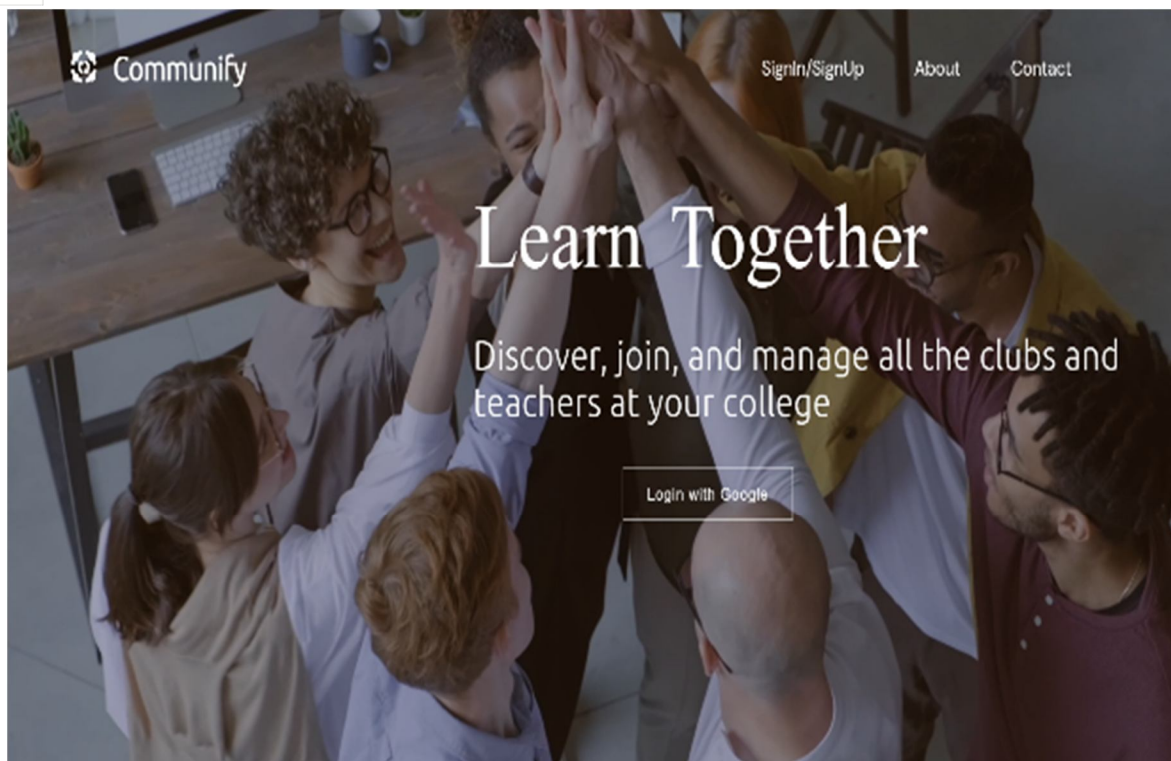 Communify
SignIn/SignUp
About
Contact
Learn Together
Discover, join, and manage all the clubs and
teachers at your college
Login with Google